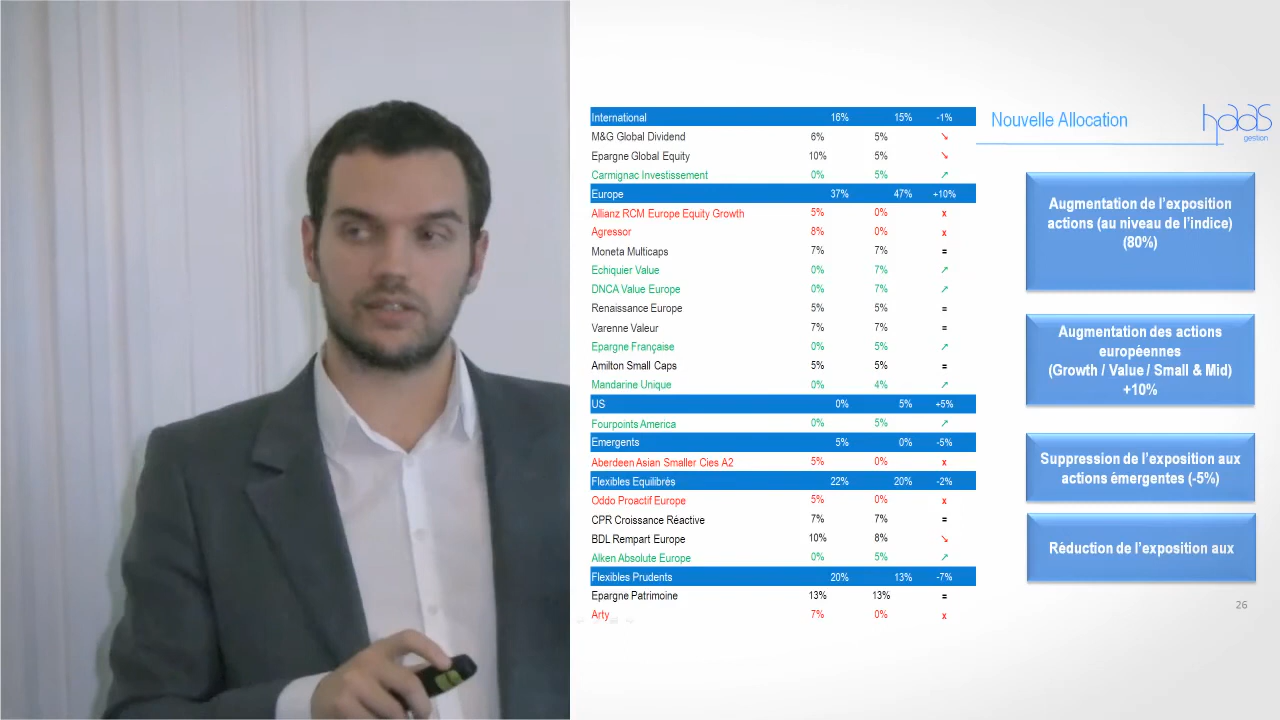 International 16% 15% -1%
M&G Global Dividend 6% 5% ↘
Epargne Global Equity 10% 5% ↘
Carmignac Investissement 0% 5% ↗
Europe 37% 47% +10%
Allianz RCM Europe Equity Growth 5% 0% x
Agressor 8% 0% x
Moneta Multicaps 7% 7% =
Echiquier Value 0% 7% ↗
DNCA Value Europe 0% 7% ↗
Renaissance Europe 5% 5% =
Varenne Valeur 7% 7% =
Epargne Française 0% 5% ↗
Amilton Small Caps 5% 5% =
Mandarine Unique 0% 4% ↗
US 0% 5% +5%
Fourpoints America 0% 5% ↗
Emergents 5% 0% -5%
Aberdeen Asian Smaller Cies A2 5% 0% x
Flexibles Equilibrés 22% 20% -2%
Oddo Proactif Europe 5% 0% x
CPR Croissance Réactive 7% 7% =
BDL Rempart Europe 10% 8% ↘
Alken Absolute Europe 0% 5% ↗
Flexibles Prudents 20% 13% -7%
Epargne Patrimoine 13% 13% =
Arty 7% 0% x
Nouvelle Allocation
haas
gestion
Augmentation de l'exposition
actions (au niveau de l'indice)
(80%)
Augmentation des actions
européennes
(Growth / Value / Small & Mid)
+10%
Suppression de l'exposition aux
actions émergentes (-5%)
Réduction de l'exposition aux
26